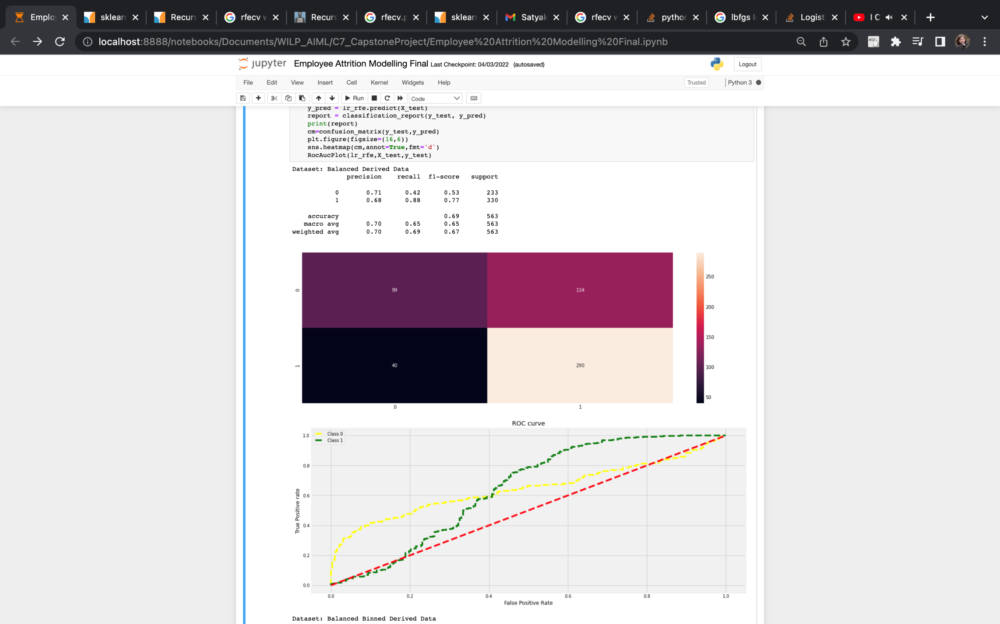 Emplo
sklearn
Recurs
rfecv w
Recurs
rfecv.p
sklearn
Satyak
rfecv w
python
lbfgs l
Logist
I C
localhost:8888/notebooks/Documents/WILP_AIML/C7_CapstoneProject/Employee%20Attrition%20Modelling%20Final.ipynb
jupyter Employee Attrition Modelling Final Last Checkpoint: 04/03/2022 (autosaved)
Logout
File Edit View Insert Cell Kernel Widgets Help
Trusted
Python 3
Run
Code
y_pred = lr_rfe.predict(X_test)
report = classification_report(y_test, y_pred)
print(report)
cm=confusion_matrix(y_test,y_pred)
plt.figure(figsize=(16,6))
sns.heatmap(cm,annot=True,fmt='d')
RocAucPlot(lr_rfe,X_test,y_test)
Dataset: Balanced Derived Data
precision recall f1-score support
0 0.71 0.42 0.53 233
1 0.68 0.88 0.77 330
accuracy 0.69 563
macro avg 0.70 0.65 0.65 563
weighted avg 0.70 0.69 0.67 563
0
99
134
1
40
290
0
1
250
200
150
100
50
ROC curve
Class 0
Class 1
1.0
0.8
0.6
0.4
0.2
0.0
True Positive rate
0.0 0.2 0.4 0.6 0.8 1.0
False Positive Rate
Dataset: Balanced Binned Derived Data